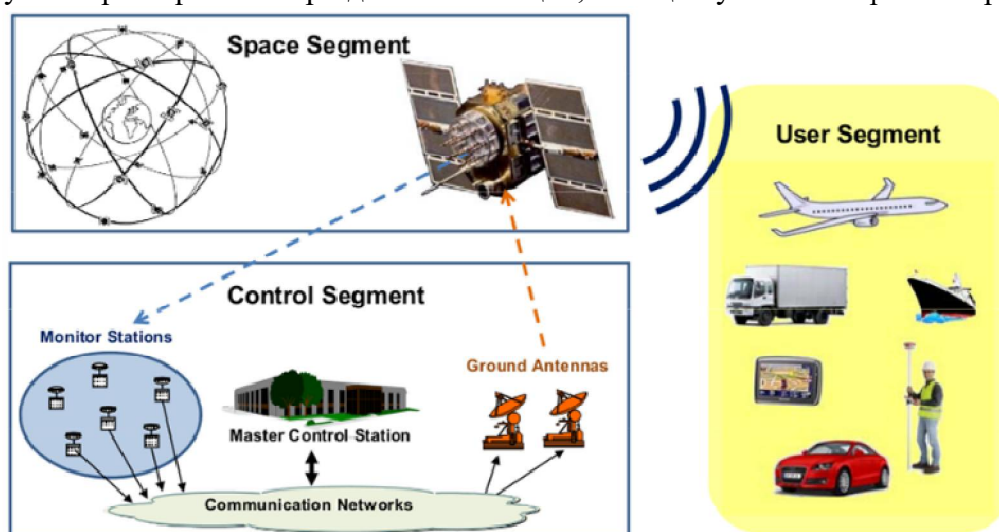 Space Segment
User Segment
Control Segment
Monitor Stations
Ground Antennas
Master Control Station
Communication Networks